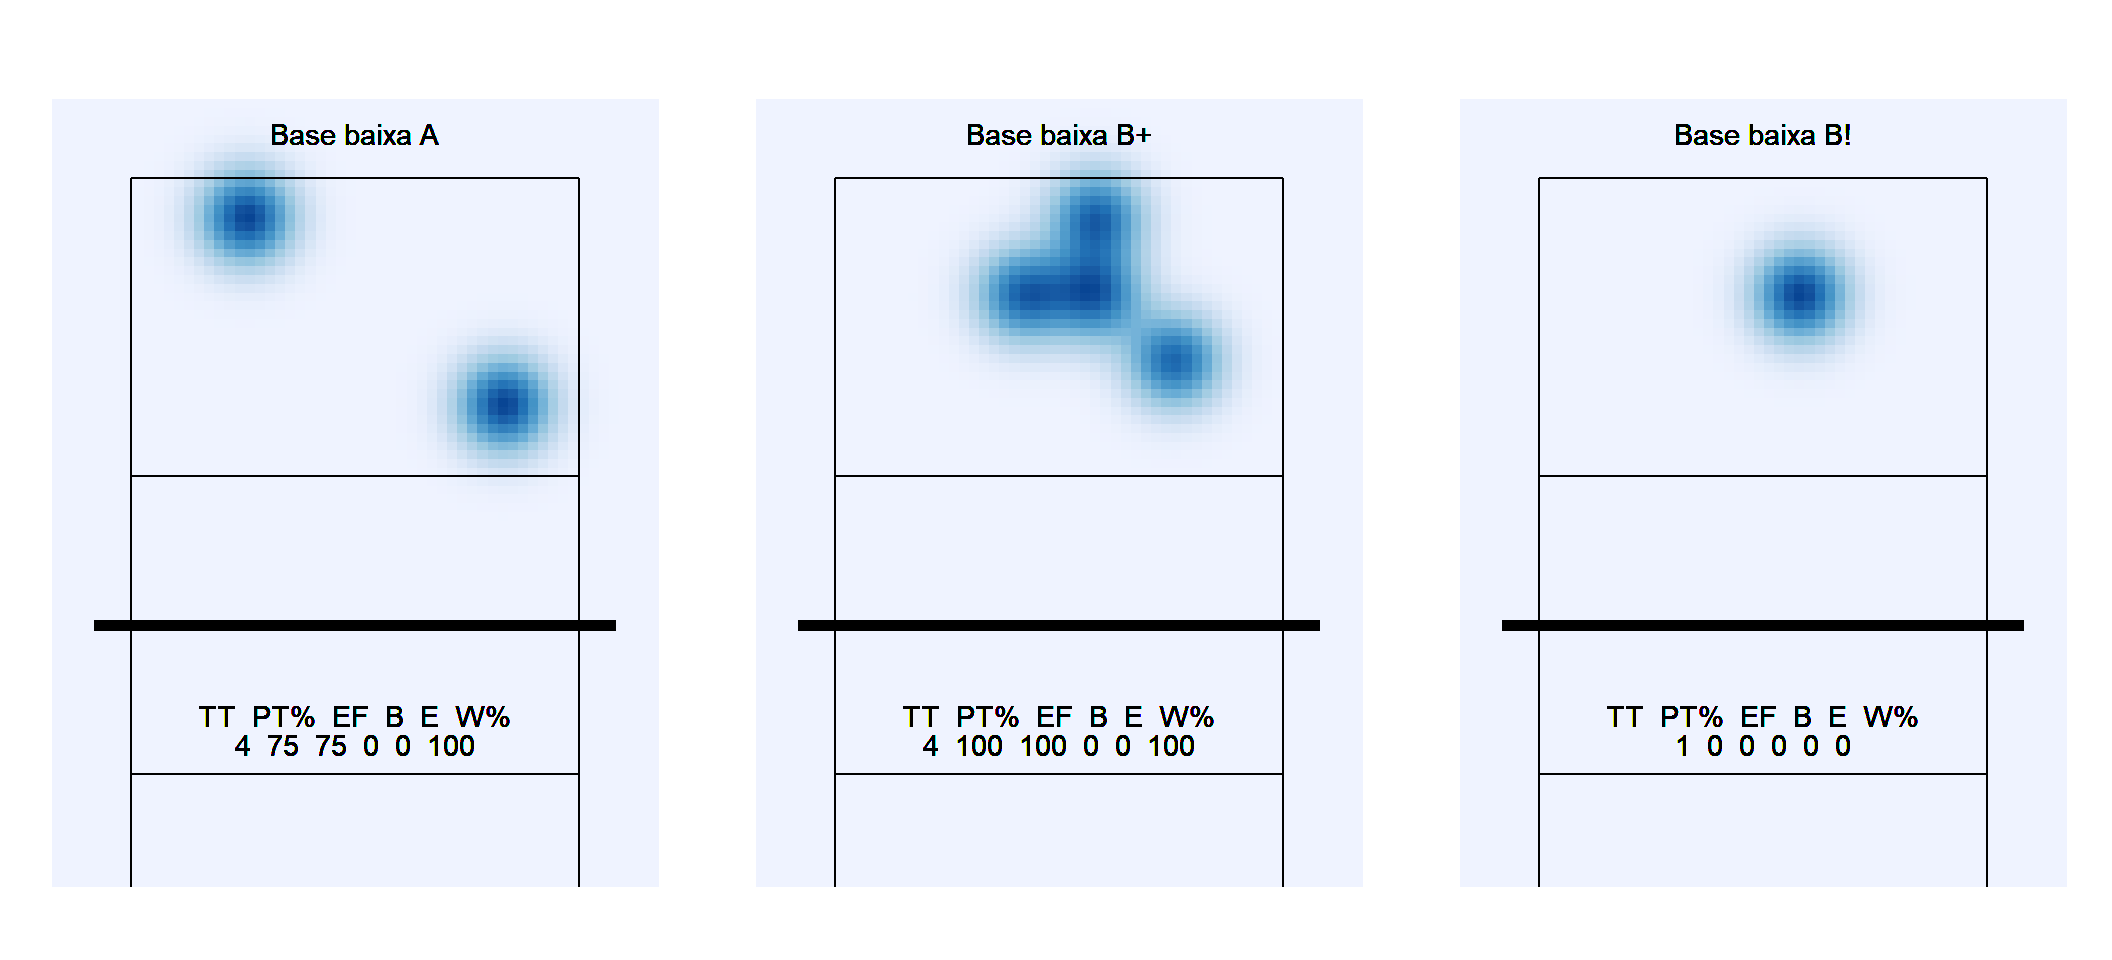 Base baixa A
TT PT% EF B E W%
4 75 75 0 0 100
Base baixa B+
TT PT% EF B E W%
4 100 100 0 0 100
Base baixa B!
TT PT% EF B E W%
1 0 0 0 0 0